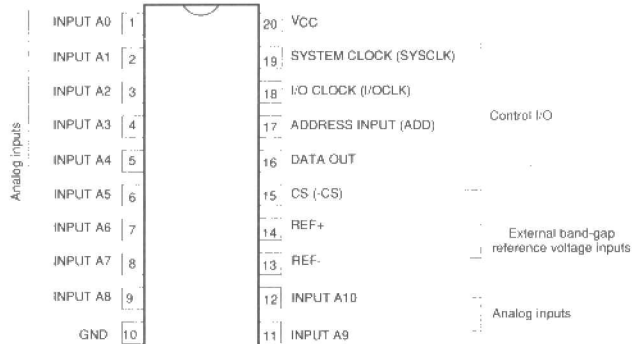 INPUT A0 1 20 VCC
INPUT A1 2 19 SYSTEM CLOCK (SYSCLK)
INPUT A2 3 18 I/O CLOCK (I/OCLK)
INPUT A3 4 17 ADDRESS INPUT (ADD)
INPUT A4 5 16 DATA OUT
INPUT A5 6 15 CS (-CS)
INPUT A6 7 14 REF+
INPUT A7 8 13 REF-
INPUT A8 9 12 INPUT A10
GND 10 11 INPUT A9
Analog inputs
Control I/O
External band-gap
reference voltage inputs
Analog inputs